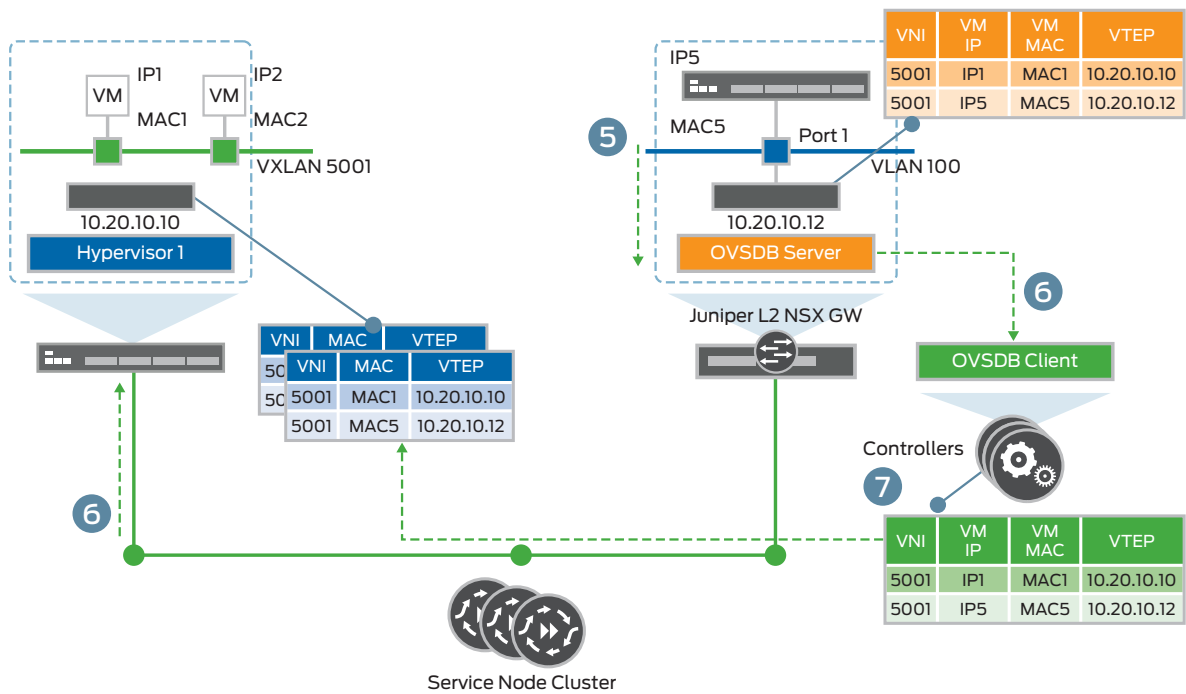 IP1
IP2
VM
VM
MAC1
MAC2
VXLAN 5001
10.20.10.10
Hypervisor 1
IP5
MAC5
Port 1
VLAN 100
10.20.10.12
OVSDB Server
5
VNI VM IP VM MAC VTEP
5001 IP1 MAC1 10.20.10.10
5001 IP5 MAC5 10.20.10.12
6
Juniper L2 NSX GW
OVSDB Client
VNI MAC VTEP
50
50
VNI MAC VTEP
5001 MAC1 10.20.10.10
5001 MAC5 10.20.10.12
Controllers
7
6
VNI VM IP VM MAC VTEP
5001 IP1 MAC1 10.20.10.10
5001 IP5 MAC5 10.20.10.12
Service Node Cluster